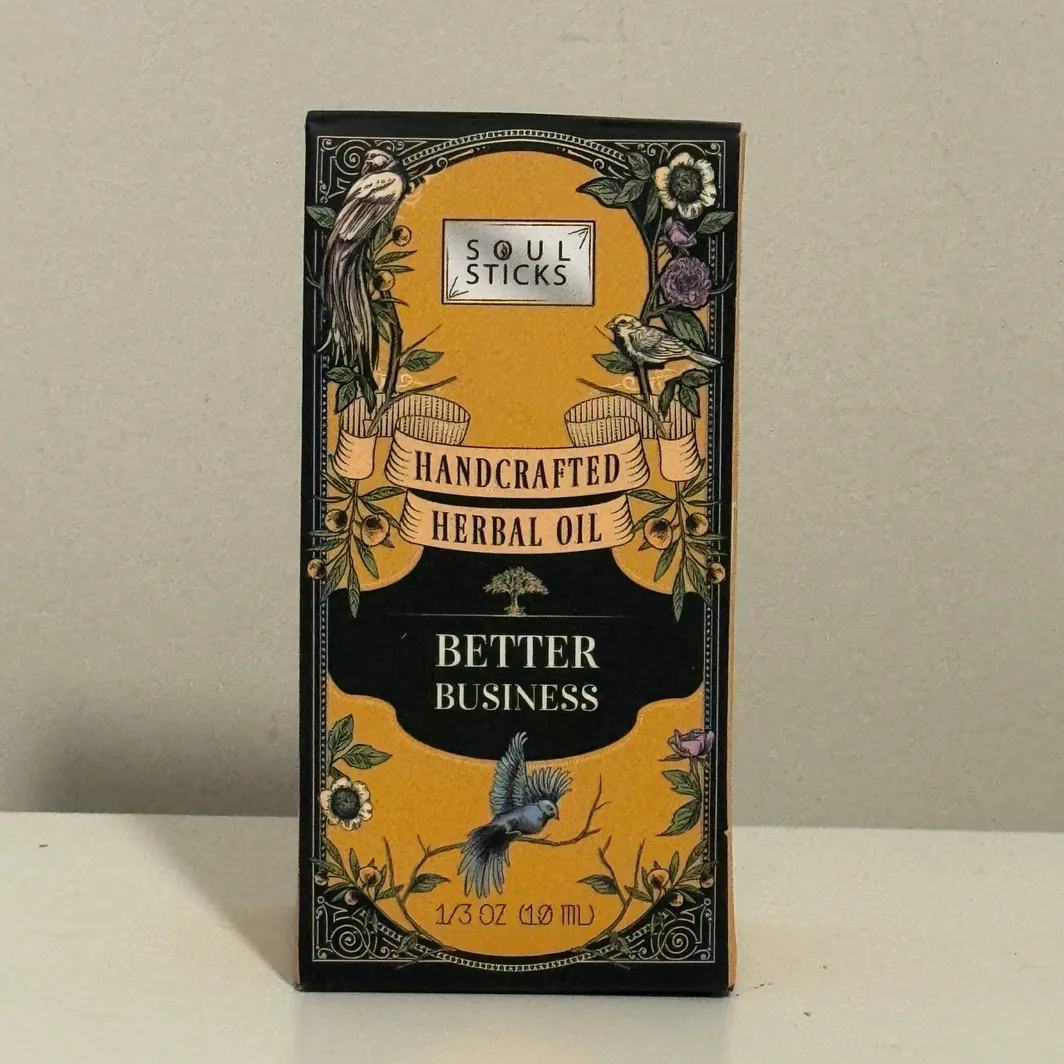 SOUL
STICKS
HANDCRAFTED
HERBAL OIL
BETTER
BUSINESS
1/3 OZ (10 ML)